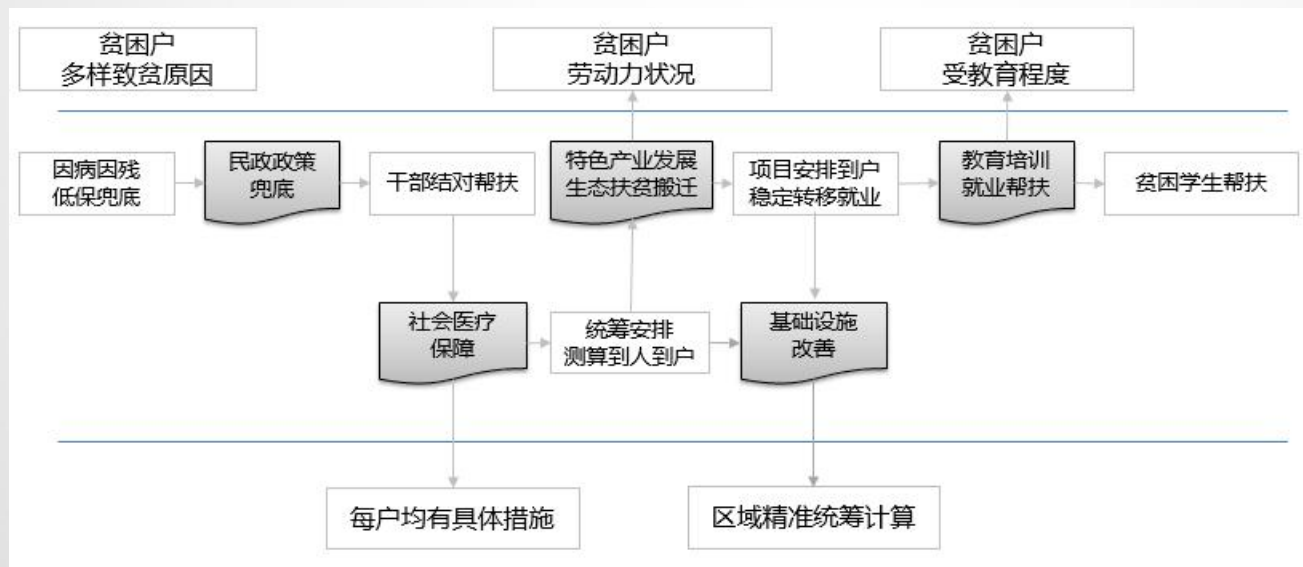 贫困户
多样致贫原因
贫困户
劳动力状况
贫困户
受教育程度
因病因残
低保兜底
民政政策
兜底
干部结对帮扶
特色产业发展
生态扶贫搬迁
项目安排到户
稳定转移就业
教育培训
就业帮扶
贫困学生帮扶
社会医疗
保障
统筹安排
测算到人到户
基础设施
改善
每户均有具体措施
区域精准统筹计算